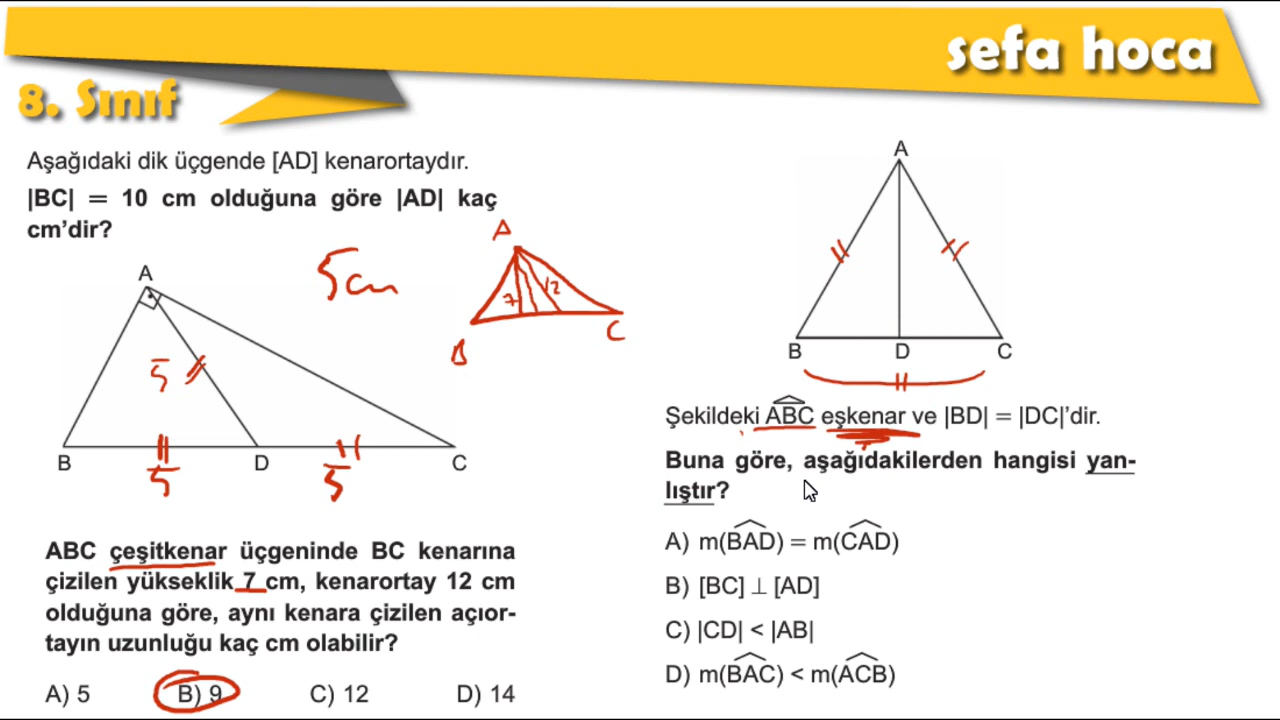 sefa hoca
8. Sınıf
Aşağıdaki dik üçgende [AD] kenarortaydır.
|BC| = 10 cm olduğuna göre |AD| kaç
cm'dir?
5cm
A
7
12
B
C
A
5
B
D
C
5
5
ABC çeşitkenar üçgeninde BC kenarına
çizilen yükseklik 7 cm, kenarortay 12 cm
olduğuna göre, aynı kenara çizilen açıor-
tayın uzunluğu kaç cm olabilir?
A) 5 B) 9 C) 12 D) 14
A
B
D
C
Şekildeki ABC eşkenar ve |BD| = |DC|'dir.
Buna göre, aşağıdakilerden hangisi yan-
lıştır?
A) m(BAD) = m(CAD)
B) [BC] ⊥ [AD]
C) |CD| < |AB|
D) m(BAC) < m(ACB)